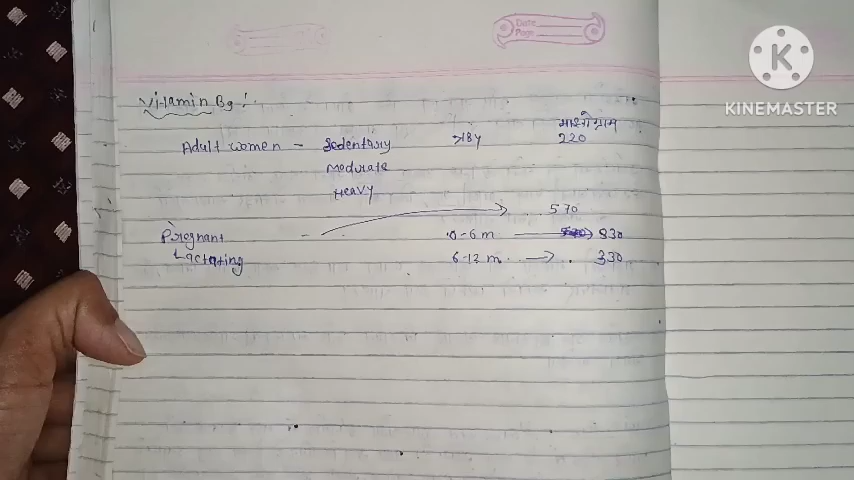 Date
Page
KINEMASTER
Vitamin B9 :
माइक्रोग्राम
Adult women - Sedentary >18y 220
Moderate
Heavy
570
Pregnant - 0-6 m 330
Lactating 6-12 m. → . 330